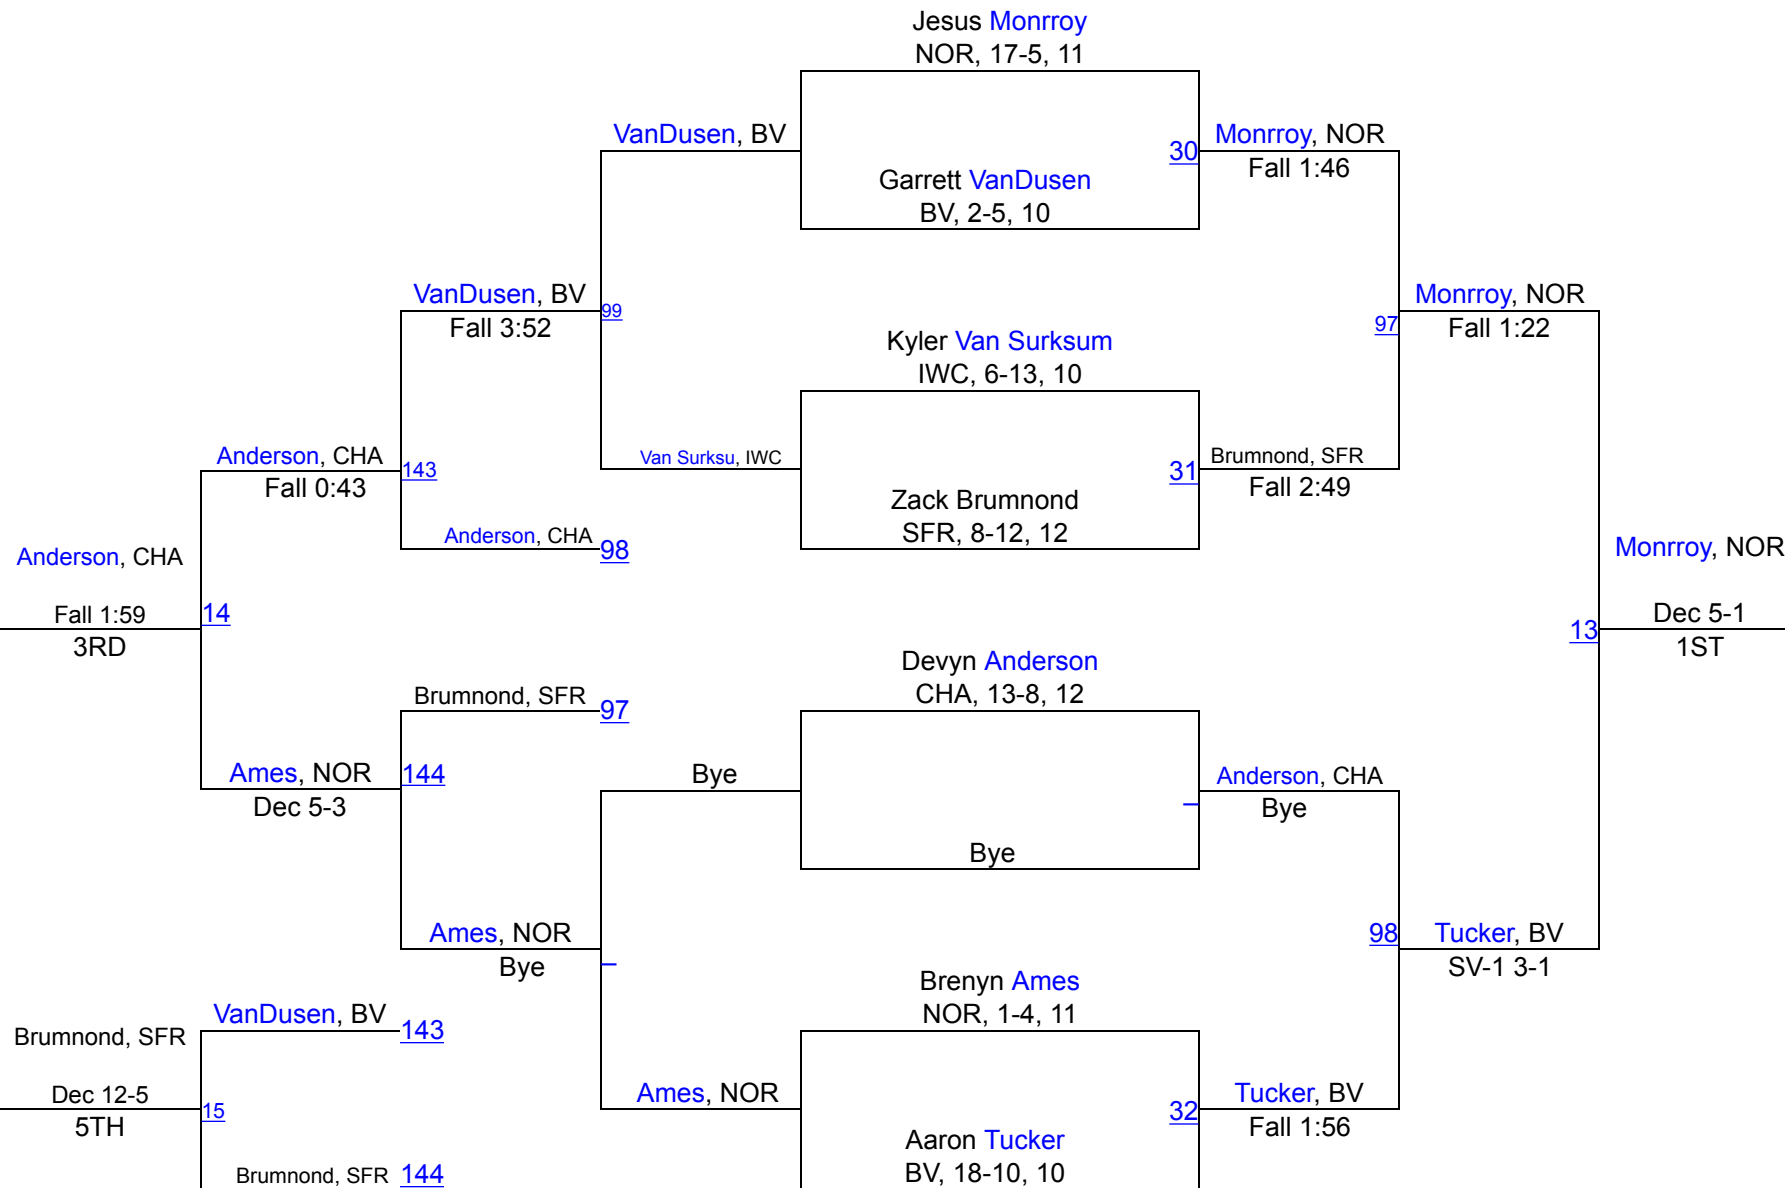 Jesus Monrroy
NOR, 17-5, 11
VanDusen, BV
30
Monrroy, NOR
Fall 1:46
Garrett VanDusen
BV, 2-5, 10
VanDusen, BV
Fall 3:52
99
Kyler Van Surksum
IWC, 6-13, 10
97
Monrroy, NOR
Fall 1:22
Anderson, CHA
Fall 0:43
143
Van Surksu, IWC
31
Brumnond, SFR
Fall 2:49
Zack Brumnond
SFR, 8-12, 12
Anderson, CHA
98
Anderson, CHA
Fall 1:59
3RD
14
Monrroy, NOR
Dec 5-1
1ST
13
Devyn Anderson
CHA, 13-8, 12
Brumnond, SFR
97
Ames, NOR
Dec 5-3
144
Bye
Anderson, CHA
Bye
Bye
Ames, NOR
Bye
98
Tucker, BV
SV-1 3-1
Brenyn Ames
NOR, 1-4, 11
VanDusen, BV
143
Brumnond, SFR
Dec 12-5
5TH
15
Ames, NOR
32
Tucker, BV
Fall 1:56
Aaron Tucker
BV, 18-10, 10
Brumnond, SFR
144